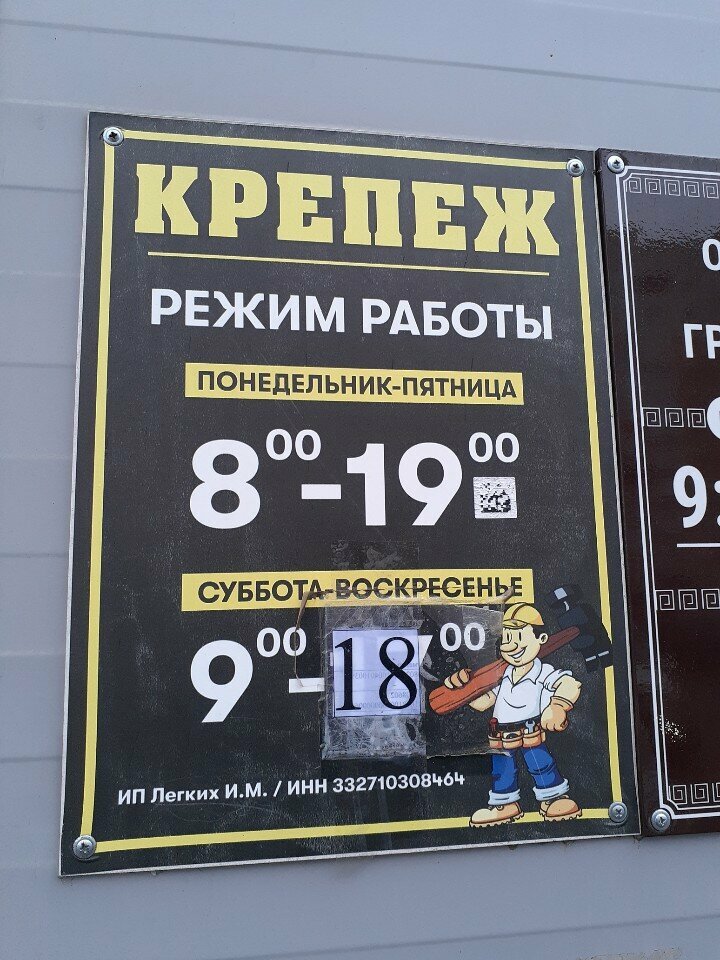 КРЕПЕЖ
РЕЖИМ РАБОТЫ
ПОНЕДЕЛЬНИК-ПЯТНИЦА
8⁰⁰-19⁰⁰
СУББОТА-ВОСКРЕСЕНЬЕ
9⁰⁰-18⁰⁰
ИП Легких И.М. / ИНН 332710308464